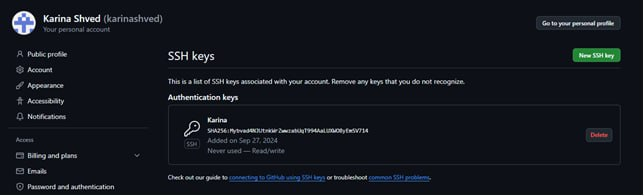 Karina Shved (karinashved)
Your personal account
Go to your personal profile
Public profile
Account
Appearance
Accessibility
Notifications
Access
Billing and plans
Emails
Password and authentication
SSH keys
New SSH key
This is a list of SSH keys associated with your account. Remove any keys that you do not recognize.
Authentication keys
Karina
SSH
Added on Sep 27, 2024
Never used — Read/write
Delete
Check out our guide to connecting to GitHub using SSH keys or troubleshoot common SSH problems.